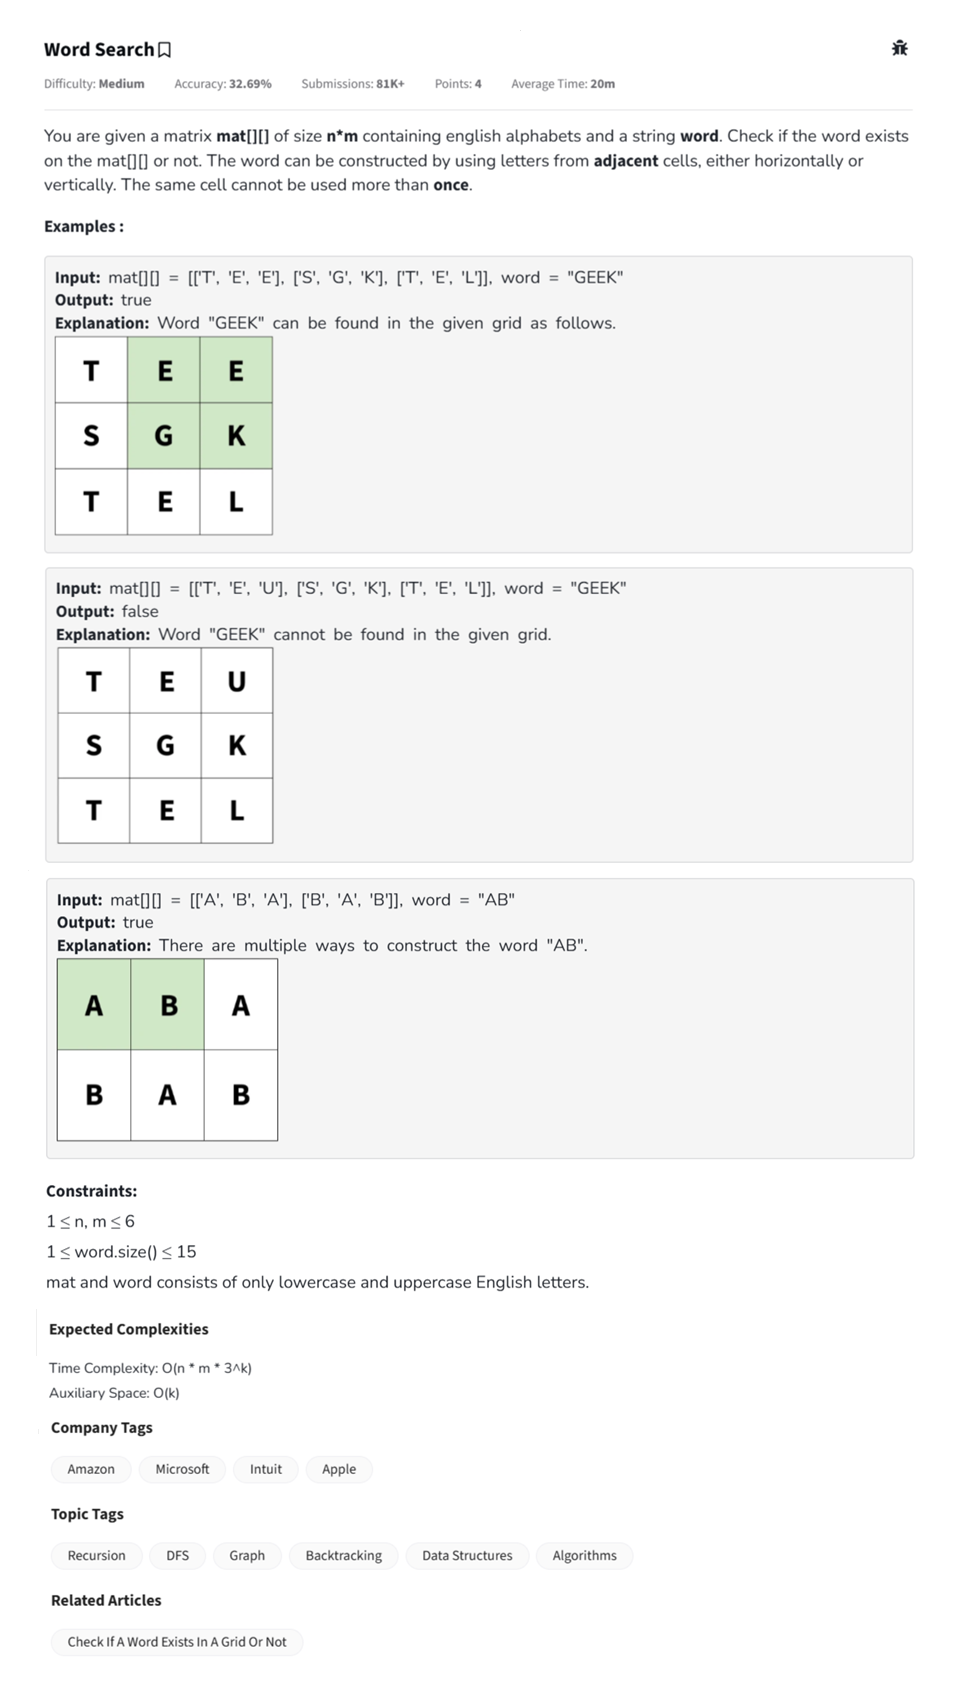 Word Search
Difficulty: Medium Accuracy: 32.69% Submissions: 81K+ Points: 4 Average Time: 20m
You are given a matrix mat[][] of size n*m containing english alphabets and a string word. Check if the word exists
on the mat[][] or not. The word can be constructed by using letters from adjacent cells, either horizontally or
vertically. The same cell cannot be used more than once.
Examples :
Input: mat[][] = [['T', 'E', 'E'], ['S', 'G', 'K'], ['T', 'E', 'L']], word = "GEEK"
Output: true
Explanation: Word "GEEK" can be found in the given grid as follows.
T E E
S G K
T E L
Input: mat[][] = [['T', 'E', 'U'], ['S', 'G', 'K'], ['T', 'E', 'L']], word = "GEEK"
Output: false
Explanation: Word "GEEK" cannot be found in the given grid.
T E U
S G K
T E L
Input: mat[][] = [['A', 'B', 'A'], ['B', 'A', 'B']], word = "AB"
Output: true
Explanation: There are multiple ways to construct the word "AB".
A B A
B A B
Constraints:
1 ≤ n, m ≤ 6
1 ≤ word.size() ≤ 15
mat and word consists of only lowercase and uppercase English letters.
Expected Complexities
Time Complexity: O(n * m * 3^k)
Auxiliary Space: O(k)
Company Tags
Amazon Microsoft Intuit Apple
Topic Tags
Recursion DFS Graph Backtracking Data Structures Algorithms
Related Articles
Check If A Word Exists In A Grid Or Not